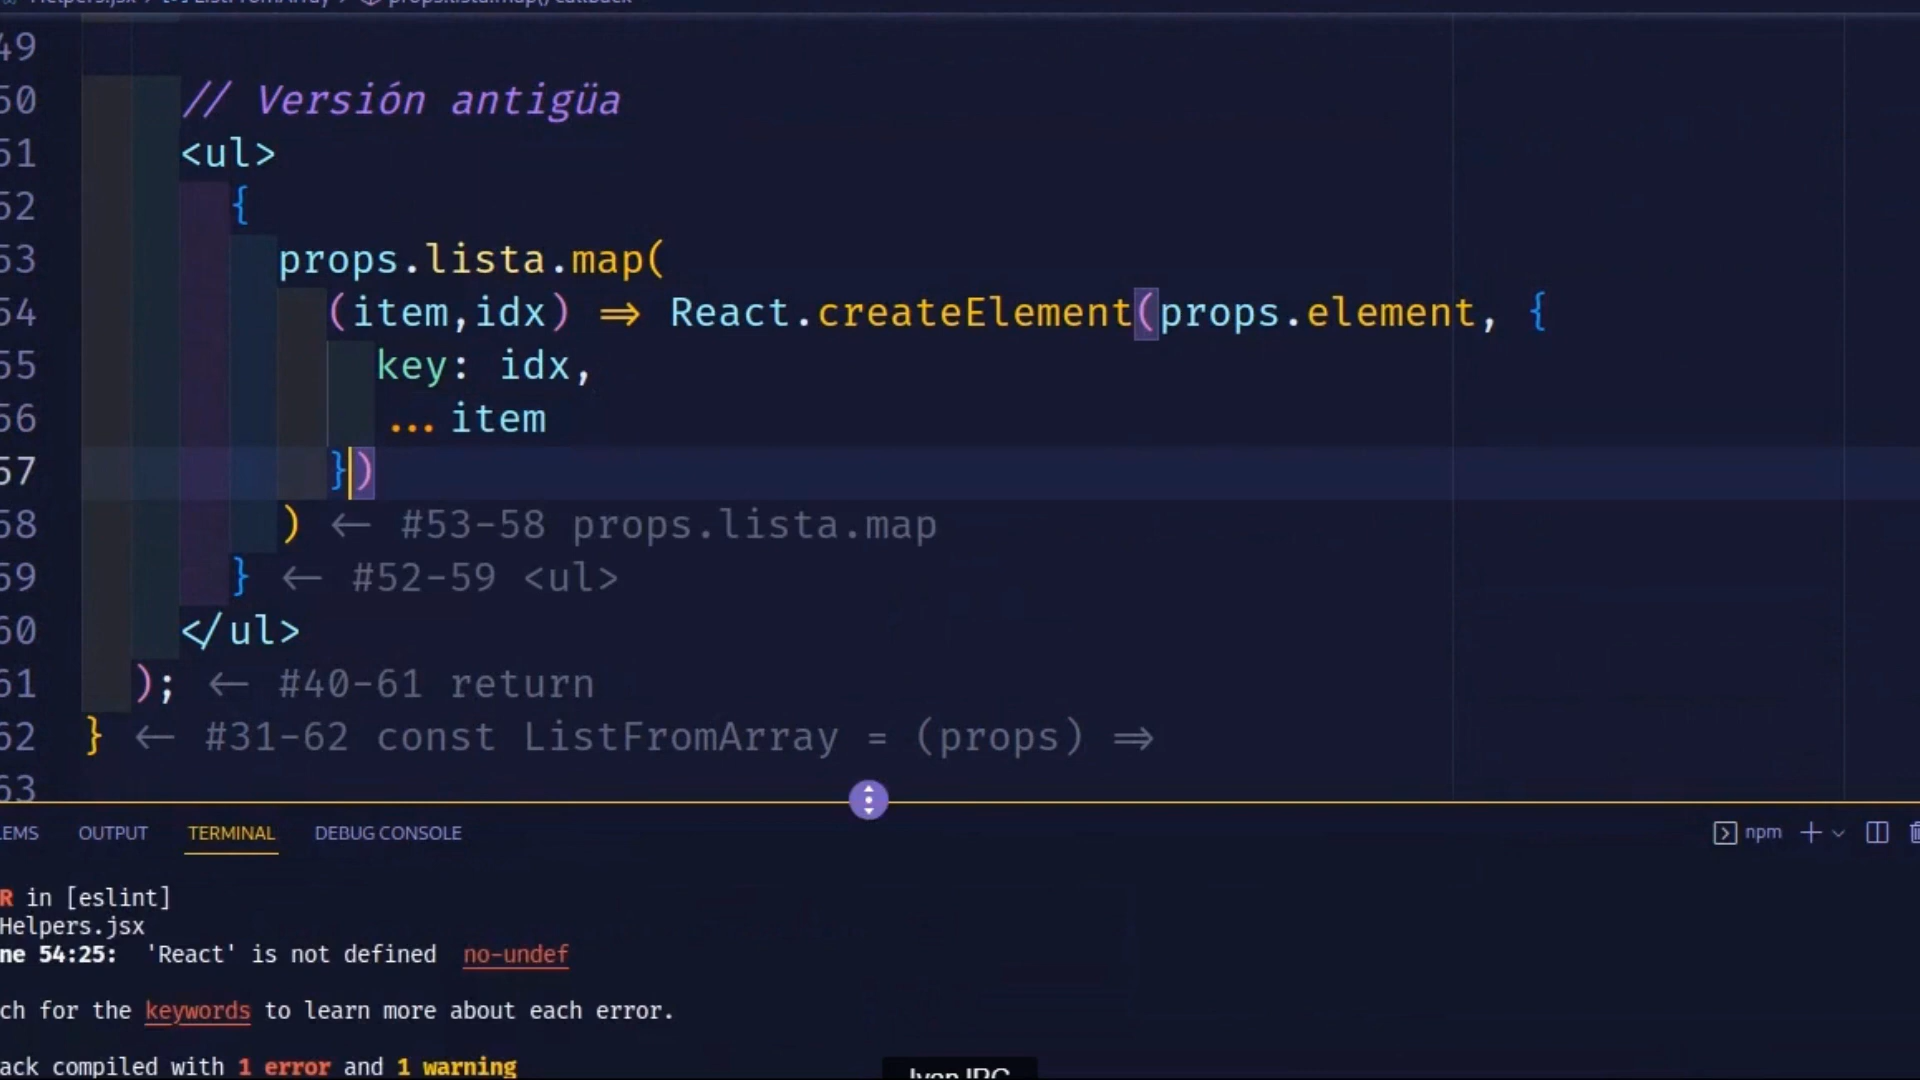 49
50 // Versión antigüa
51 <ul>
52 {
53 props.lista.map(
54 (item,idx) ⇒ React.createElement(props.element, {
55 key: idx,
56 ...item
57 })
58 ) ← #53-58 props.lista.map
59 } ← #52-59 <ul>
60 </ul>
61 ); ← #40-61 return
62 } ← #31-62 const ListFromArray = (props) ⇒
63
LEMS OUTPUT TERMINAL DEBUG CONSOLE npm
R in [eslint]
Helpers.jsx
ne 54:25: 'React' is not defined no-undef
ch for the keywords to learn more about each error.
ack compiled with 1 error and 1 warning